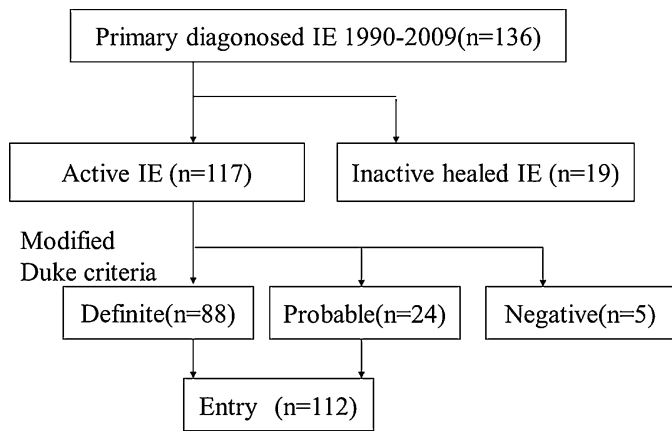 Primary diagonosed IE 1990-2009(n=136)
Active IE (n=117)
Inactive healed IE (n=19)
Modified
Duke criteria
Definite(n=88)
Probable(n=24)
Negative(n=5)
Entry (n=112)